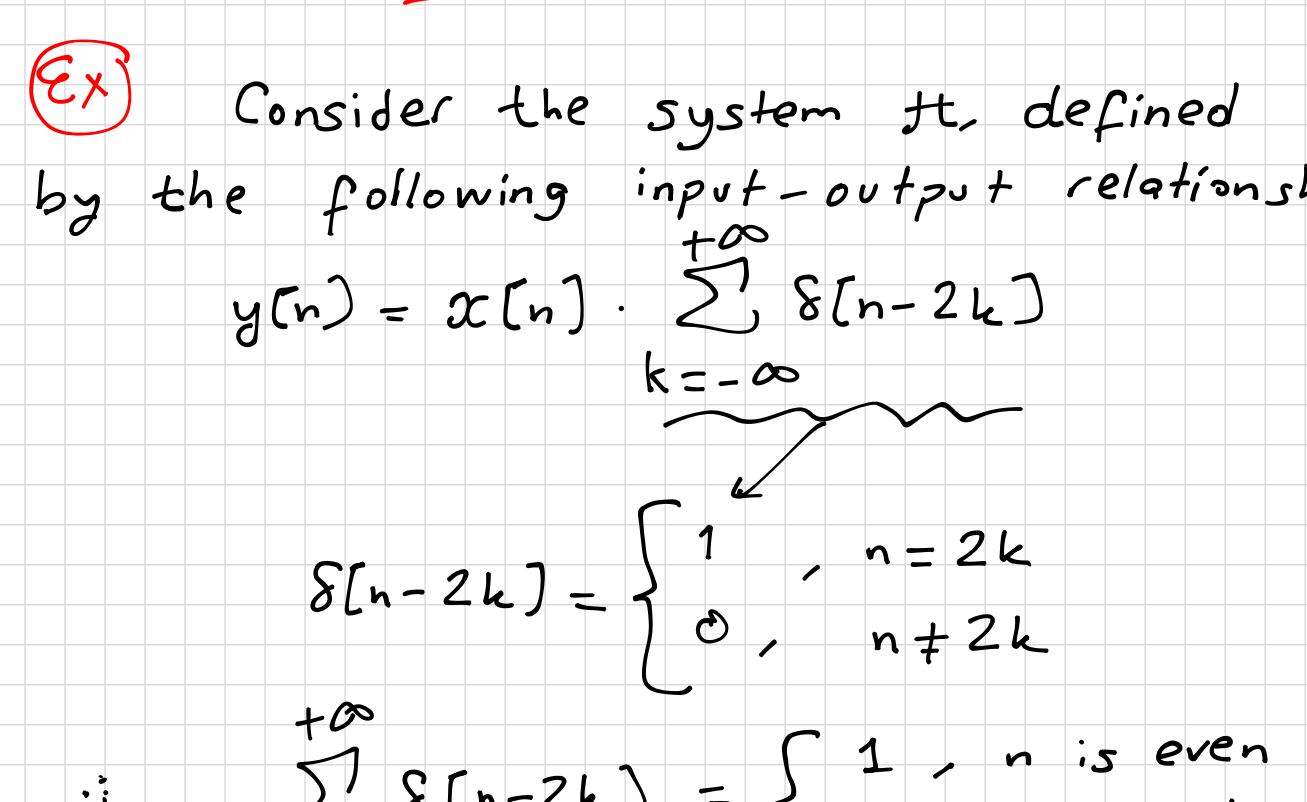 Ex
Consider the system H, defined
by the following input-output
+∞
y[n] = x[n] · ∑ δ[n-2k]
k=-∞
δ[n-2k] = { 1 , n = 2k
0 , n ≠ 2k
+∞
∑ δ[n-2k] = { 1 , n is even